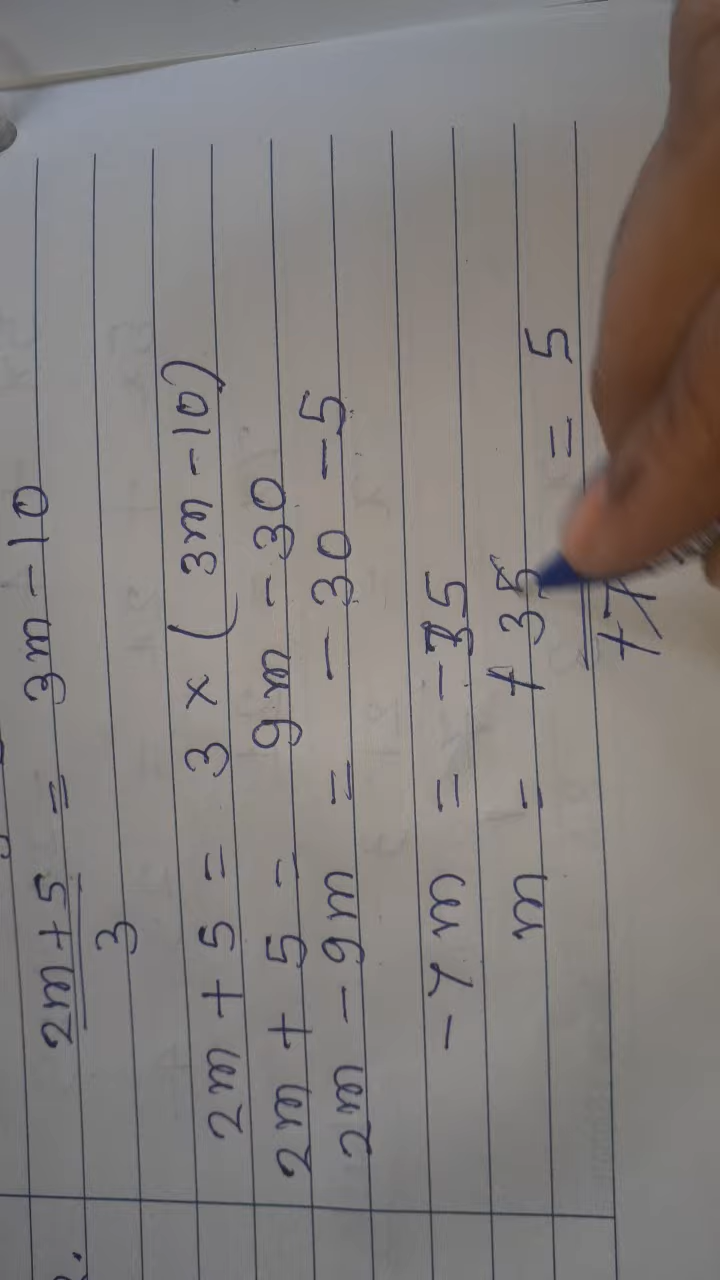 2m + 5 = 3m - 10
3
2m + 5 = 3 × ( 3m - 10)
2m + 5 = 9m - 30
2m - 9m = - 30 - 5
- 7m = - 35
m = + 35 = 5
+7